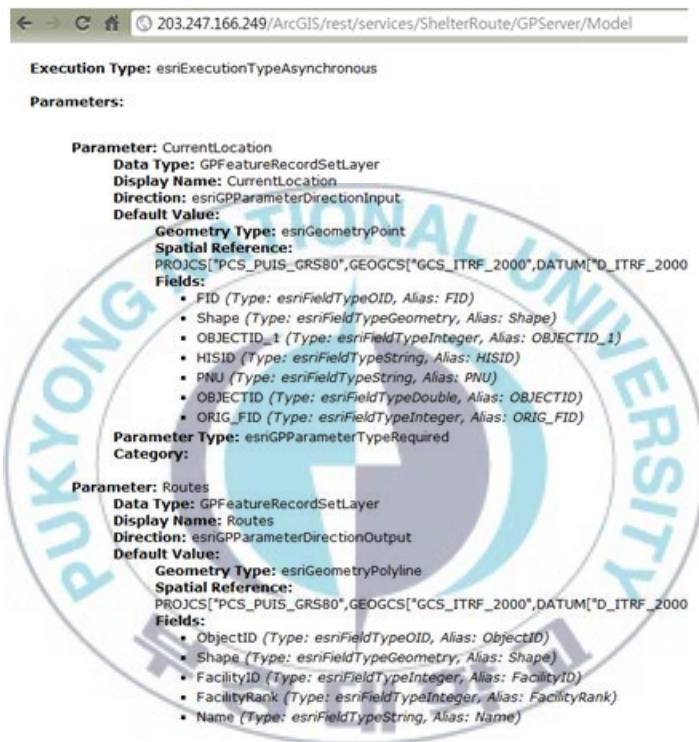 203.247.166.249/ArcGIS/rest/services/ShelterRoute/GPServer/Model
Execution Type: esriExecutionTypeAsynchronous
Parameters:
Parameter: CurrentLocation
Data Type: GPFeatureRecordSetLayer
Display Name: CurrentLocation
Direction: esriGPParameterDirectionInput
Default Value:
Geometry Type: esriGeometryPoint
Spatial Reference:
PROJCS["PCS_PUIS_GRS80",GEOGCS["GCS_ITRF_2000",DATUM["D_ITRF_2000
Fields:
▪ FID (Type: esriFieldTypeOID, Alias: FID)
▪ Shape (Type: esriFieldTypeGeometry, Alias: Shape)
▪ OBJECTID_1 (Type: esriFieldTypeInteger, Alias: OBJECTID_1)
▪ HISID (Type: esriFieldTypeString, Alias: HISID)
▪ PNU (Type: esriFieldTypeString, Alias: PNU)
▪ OBJECTID (Type: esriFieldTypeDouble, Alias: OBJECTID)
▪ ORIG_FID (Type: esriFieldTypeInteger, Alias: ORIG_FID)
Parameter Type: esriGPParameterTypeRequired
Category:
Parameter: Routes
Data Type: GPFeatureRecordSetLayer
Display Name: Routes
Direction: esriGPParameterDirectionOutput
Default Value:
Geometry Type: esriGeometryPolyline
Spatial Reference:
PROJCS["PCS_PUIS_GRS80",GEOGCS["GCS_ITRF_2000",DATUM["D_ITRF_2000
Fields:
▪ ObjectID (Type: esriFieldTypeOID, Alias: ObjectID)
▪ Shape (Type: esriFieldTypeGeometry, Alias: Shape)
▪ FacilityID (Type: esriFieldTypeInteger, Alias: FacilityID)
▪ FacilityRank (Type: esriFieldTypeInteger, Alias: FacilityRank)
▪ Name (Type: esriFieldTypeString, Alias: Name)
PUKYONG NATIONAL UNIVERSITY